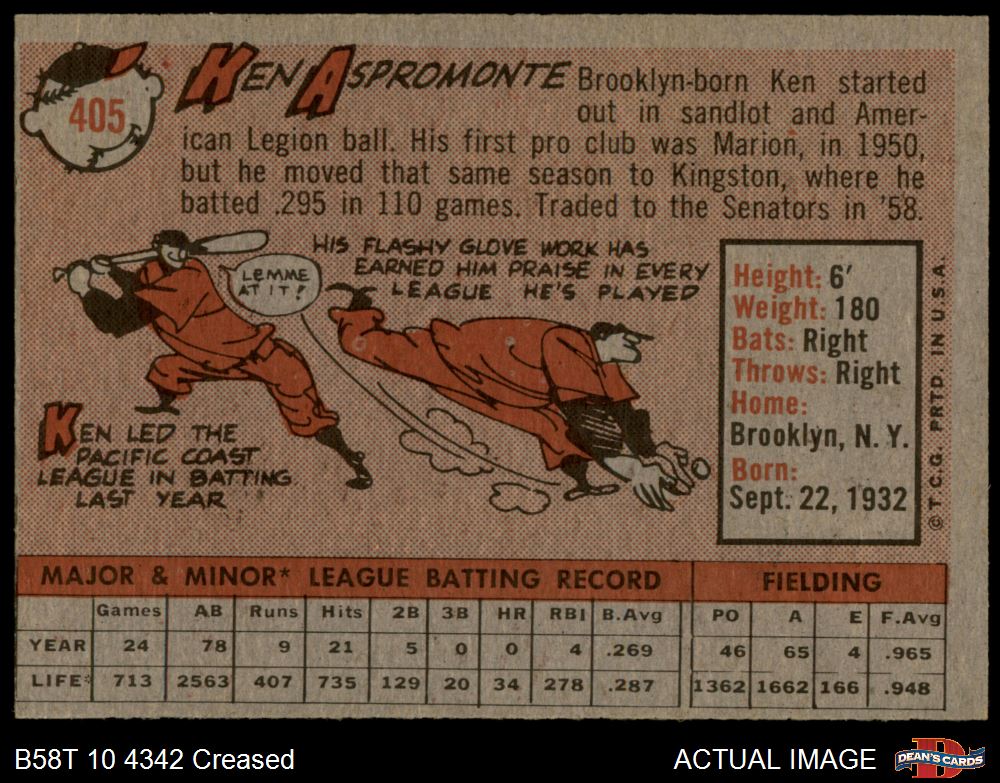 405
KEN ASPROMONTE
Brooklyn-born Ken started
out in sandlot and Amer-
ican Legion ball. His first pro club was Marion, in 1950,
but he moved that same season to Kingston, where he
batted .295 in 110 games. Traded to the Senators in '58.
HIS FLASHY GLOVE WORK HAS
EARNED HIM PRAISE IN EVERY
LEAGUE HE'S PLAYED
LEMME
AT IT!
KEN LED THE
PACIFIC COAST
LEAGUE IN BATTING
LAST YEAR
Height: 6'
Weight: 180
Bats: Right
Throws: Right
Home:
Brooklyn, N. Y.
Born:
Sept. 22, 1932
© T. C. G. PRTD. IN U. S. A.
MAJOR & MINOR* LEAGUE BATTING RECORD FIELDING
Games AB Runs Hits 2B 3B HR RBI B.Avg PO A E F.Avg
YEAR 24 78 9 21 5 0 0 4 .269 46 65 4 .965
LIFE* 713 2563 407 735 129 20 34 278 .287 1362 1662 166 .948
B58T 10 4342 Creased
ACTUAL IMAGE
D
DEAN'S CARDS